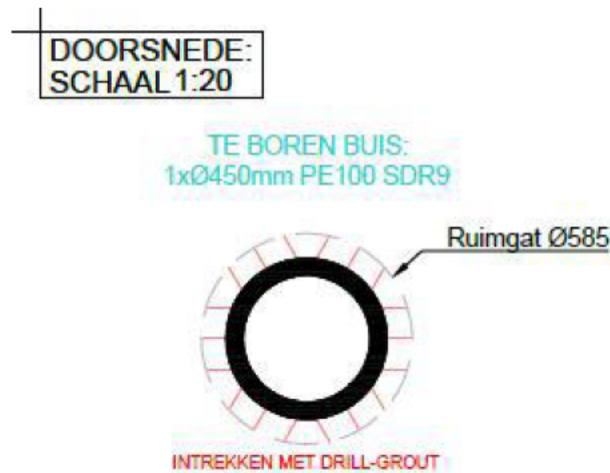 DOORSNEDE:
SCHAAL 1:20
TE BOREN BUIS:
1xØ450mm PE100 SDR9
Ruimgat Ø585
INTREKKEN MET DRILL-GROUT